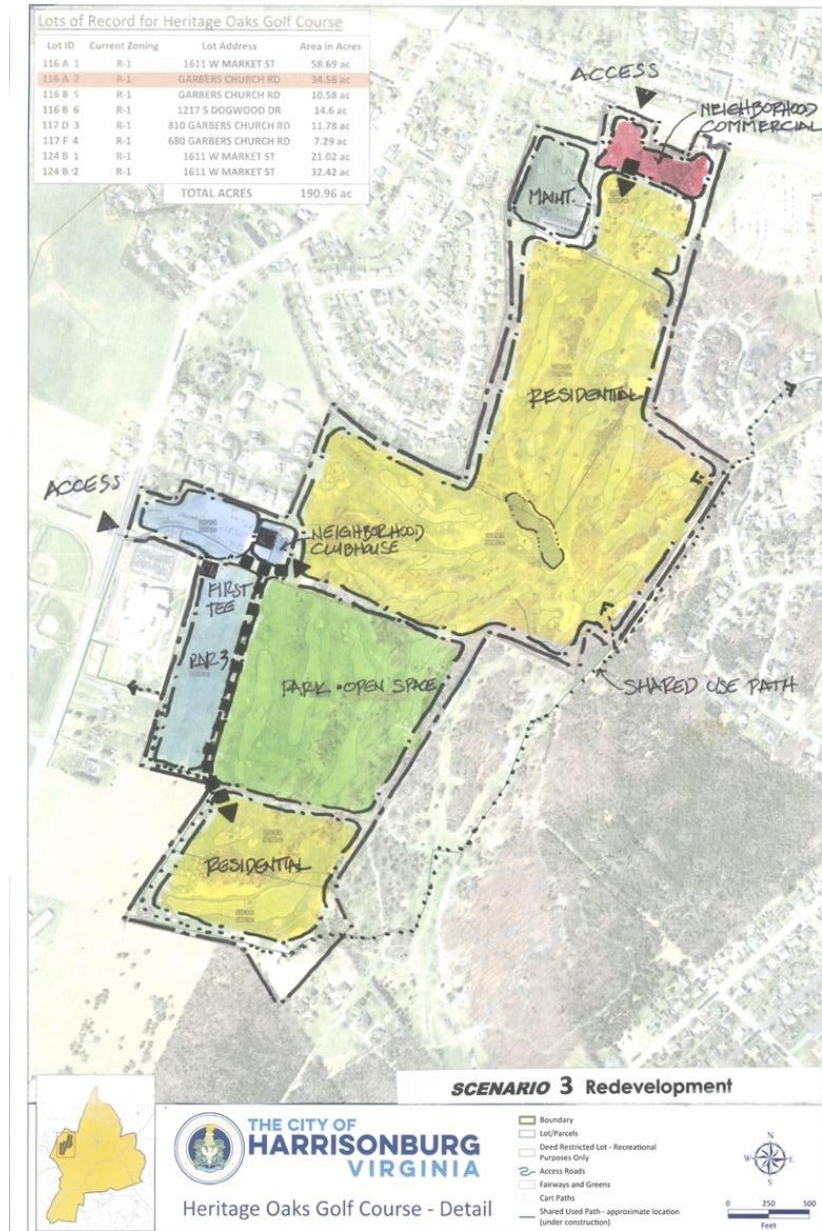 Lots of Record for Heritage Oaks Golf Course
Lot ID Current Zoning Lot Address Area in Acres
116 A 1 R-1 1611 W MARKET ST 58.69 ac
116 A 2 R-1 GARBERS CHURCH RD 34.58 ac
116 B 5 R-1 GARBERS CHURCH RD 10.58 ac
116 B 6 R-1 1217 S DOGWOOD DR 14.6 ac
117 D 3 R-1 810 GARBERS CHURCH RD 11.78 ac
117 F 4 R-1 680 GARBERS CHURCH RD 7.29 ac
124 B 1 R-1 1611 W MARKET ST 21.02 ac
124 B 2 R-1 1611 W MARKET ST 32.42 ac
TOTAL ACRES 190.96 ac
ACCESS
NEIGHBORHOOD
COMMERCIAL
MAINT.
RESIDENTIAL
ACCESS
NEIGHBORHOOD
CLUBHOUSE
FIRST
TEE
PAR 3
PARK • OPEN SPACE
SHARED USE PATH
RESIDENTIAL
SCENARIO 3 Redevelopment
THE CITY OF
HARRISONBURG
VIRGINIA
Heritage Oaks Golf Course - Detail
Boundary
Lot/Parcels
Deed Restricted Lot - Recreational
Purposes Only
Access Roads
Fairways and Greens
Cart Paths
Shared Used Path - approximate location
(under construction)
N
W E
S
0 250 500
Feet